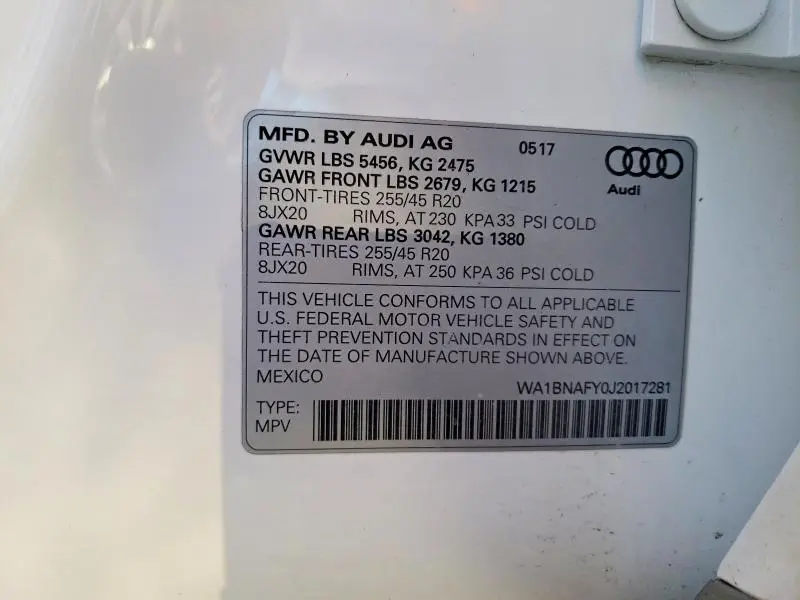 MFD. BY AUDI AG 0517
GVWR LBS 5456, KG 2475
GAWR FRONT LBS 2679, KG 1215
Audi
FRONT-TIRES 255/45 R20
8JX20 RIMS, AT 230 KPA 33 PSI COLD
GAWR REAR LBS 3042, KG 1380
REAR-TIRES 255/45 R20
8JX20 RIMS, AT 250 KPA 36 PSI COLD
THIS VEHICLE CONFORMS TO ALL APPLICABLE
U.S. FEDERAL MOTOR VEHICLE SAFETY AND
THEFT PREVENTION STANDARDS IN EFFECT ON
THE DATE OF MANUFACTURE SHOWN ABOVE.
MEXICO
WA1BNAFY0J2017281
TYPE:
MPV